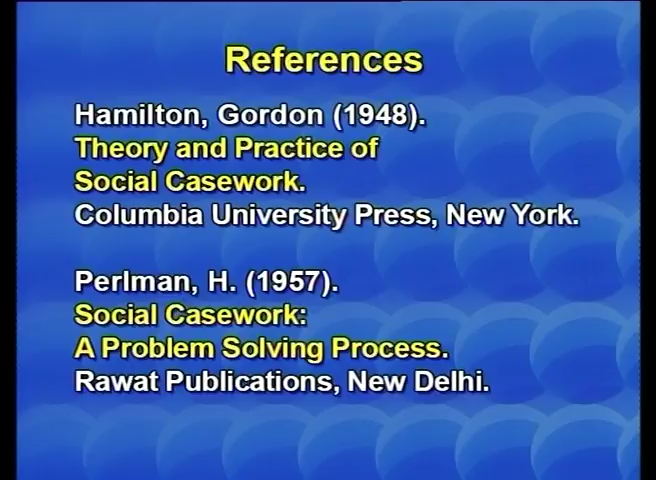 References
Hamilton, Gordon (1948).
Theory and Practice of
Social Casework.
Columbia University Press, New York.
Perlman, H. (1957).
Social Casework:
A Problem Solving Process.
Rawat Publications, New Delhi.